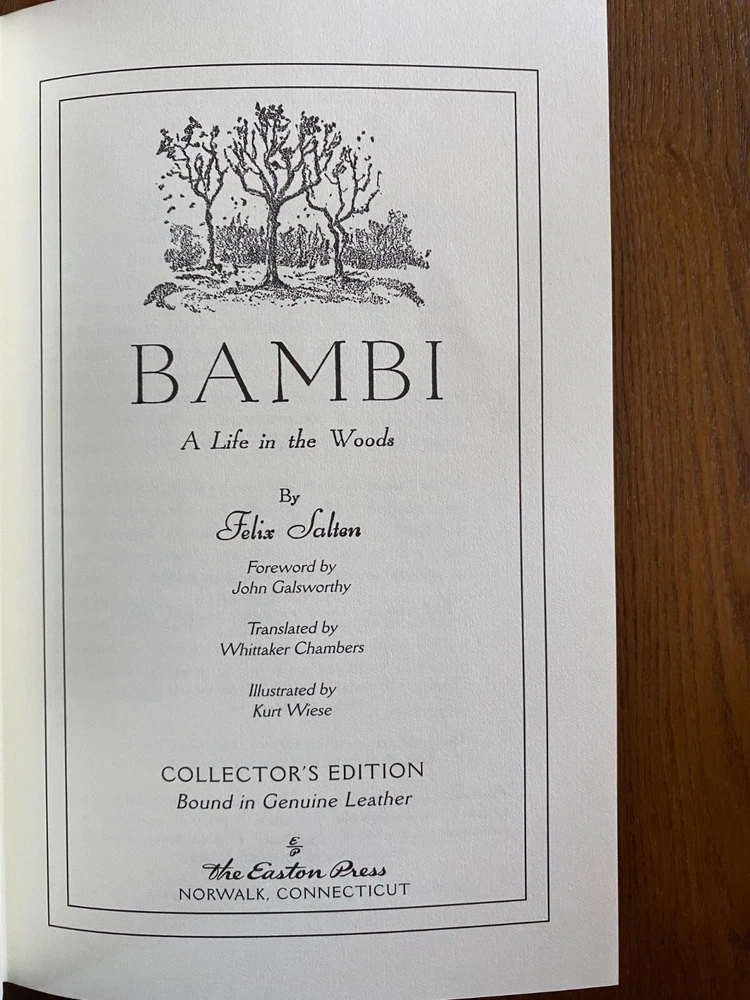 BAMBI
A Life in the Woods
By
Felix Salten
Foreword by
John Galsworthy
Translated by
Whittaker Chambers
Illustrated by
Kurt Wiese
COLLECTOR'S EDITION
Bound in Genuine Leather
E
P
The Easton Press
NORWALK, CONNECTICUT